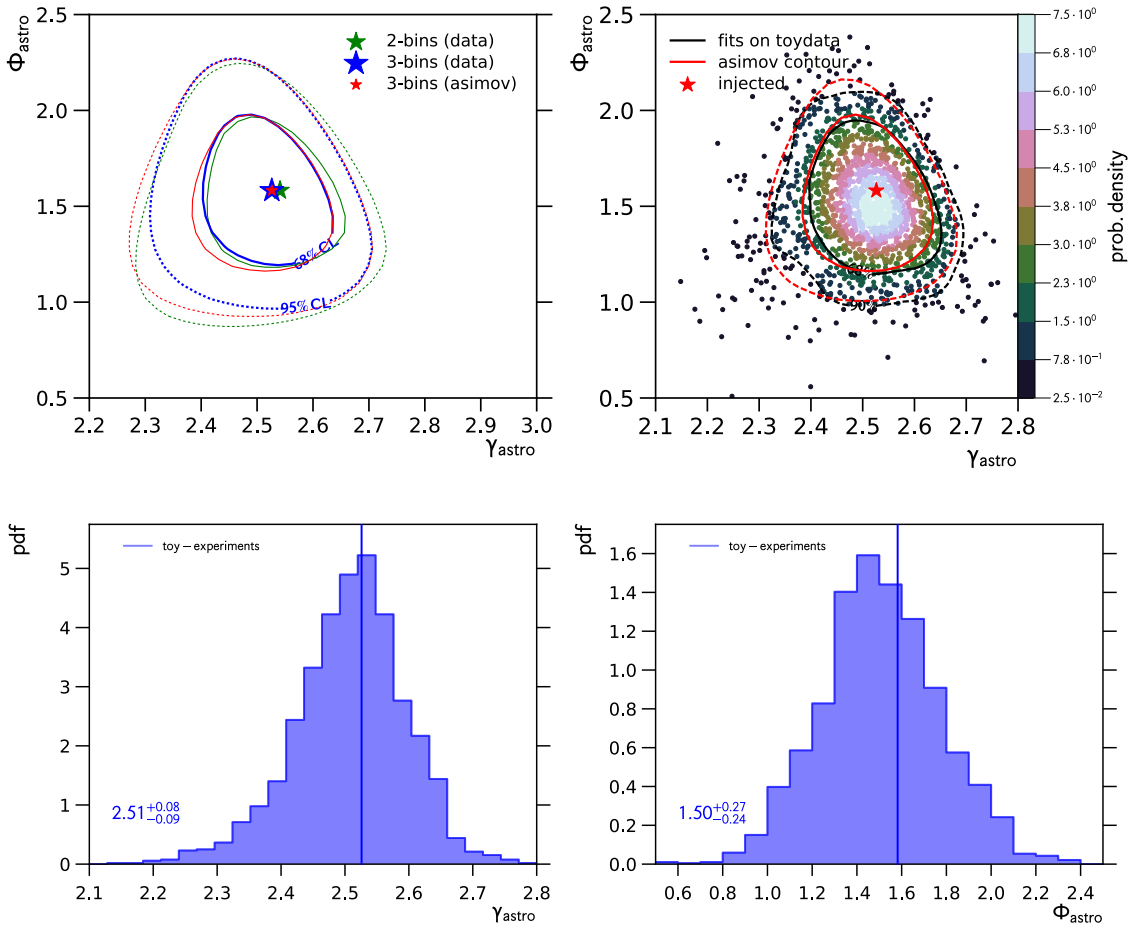 Φastro
2.5
2.0
1.5
1.0
0.5
2-bins (data)
3-bins (data)
3-bins (asimov)
68% CL
95% CL
2.2 2.3 2.4 2.5 2.6 2.7 2.8 2.9 3.0
γastro
Φastro
2.5
2.0
1.5
1.0
0.5
fits on toydata
asimov contour
injected
90%
2.1 2.2 2.3 2.4 2.5 2.6 2.7 2.8
γastro
7.5 · 10⁰
6.8 · 10⁰
6.0 · 10⁰
5.3 · 10⁰
4.5 · 10⁰
3.8 · 10⁰
3.0 · 10⁰
2.3 · 10⁰
1.5 · 10⁰
7.8 · 10⁻¹
2.5 · 10⁻²
prob. density
pdf
5
4
3
2
1
0
toy − experiments
2.51 +0.08 −0.09
2.1 2.2 2.3 2.4 2.5 2.6 2.7 2.8
γastro
pdf
1.6
1.4
1.2
1.0
0.8
0.6
0.4
0.2
0.0
toy − experiments
1.50 +0.27 −0.24
0.6 0.8 1.0 1.2 1.4 1.6 1.8 2.0 2.2 2.4
Φastro